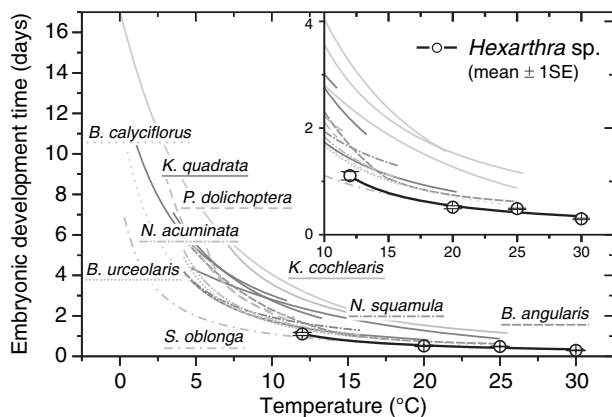 Embryonic development time (days)
16
14
12
10
8
6
4
2
0
0
5
10
15
20
25
30
Temperature (°C)
4
2
0
10
15
20
25
30
Hexarthra sp.
(mean ± 1SE)
B. calyciflorus
K. quadrata
P. dolichoptera
N. acuminata
B. urceolaris
K. cochlearis
N. squamula
B. angularis
S. oblonga